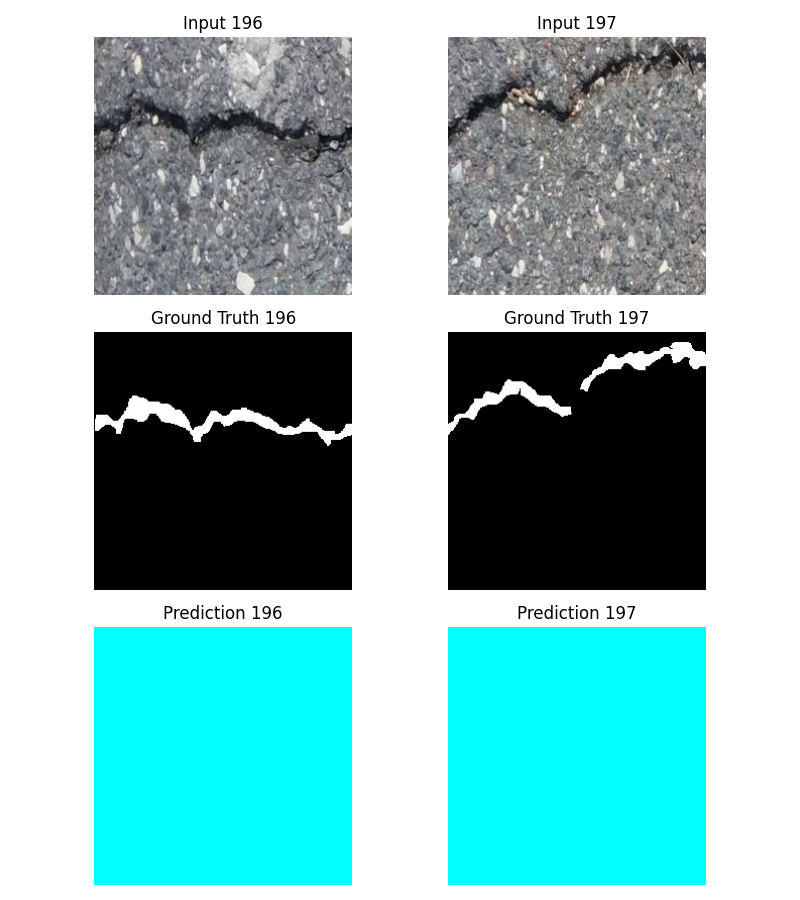 Input 196
Input 197
Ground Truth 196
Ground Truth 197
Prediction 196
Prediction 197